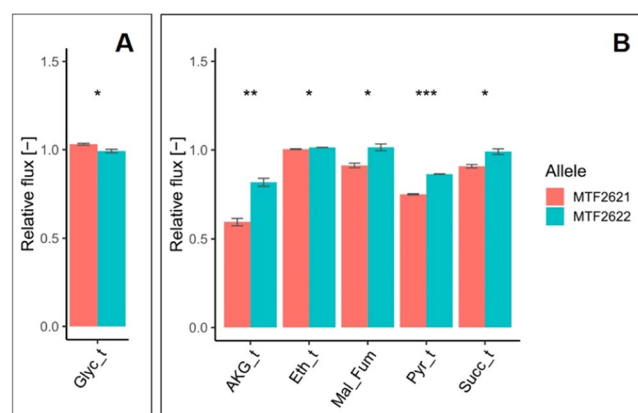 A
B
1.5
1.0
0.5
0.0
Relative flux [−]
*
Glyc_t
1.5
1.0
0.5
0.0
Relative flux [−]
**
*
*
***
*
AKG_t
Eth_t
Mal_Fum
Pyr_t
Succ_t
Allele
MTF2621
MTF2622